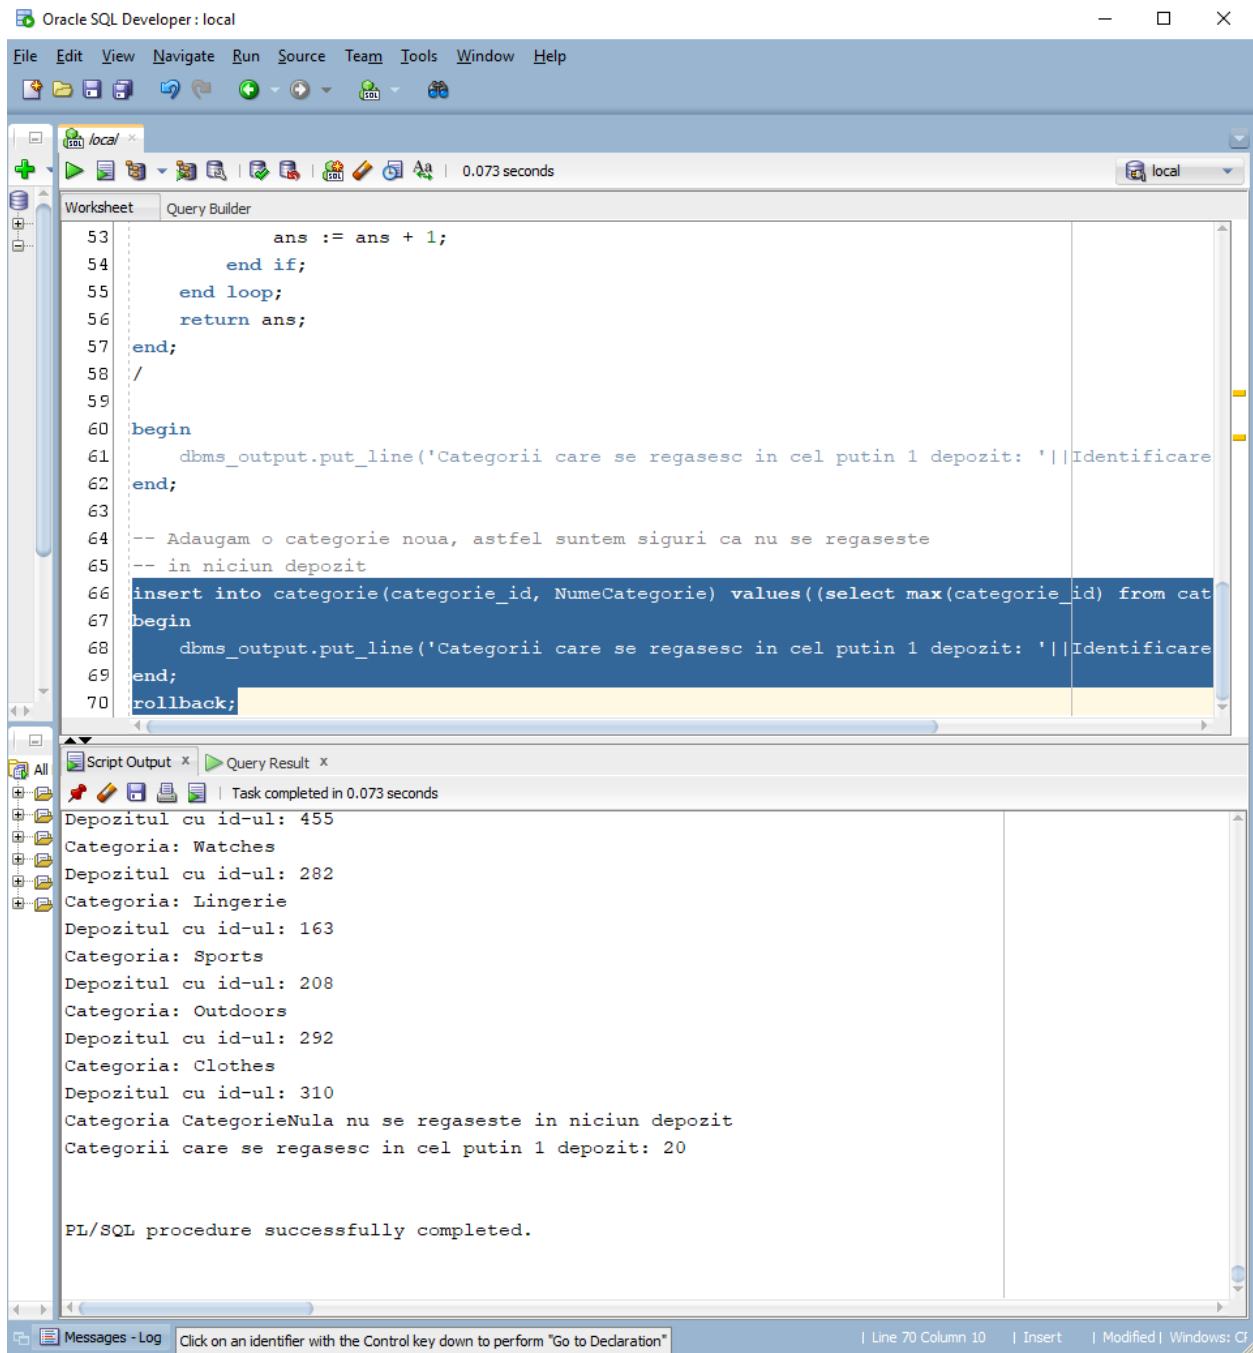 Oracle SQL Developer : local
File Edit View Navigate Run Source Team Tools Window Help
local
0.073 seconds
local
Worksheet Query Builder
53 ans := ans + 1;
54 end if;
55 end loop;
56 return ans;
57 end;
58 /
59
60 begin
61 dbms_output.put_line('Categorii care se regasesc in cel putin 1 depozit: '||Identificare
62 end;
63
64 -- Adaugam o categorie noua, astfel suntem siguri ca nu se regaseste
65 -- in niciun depozit
66 insert into categorie(categorie_id, NumeCategorie) values((select max(categorie_id) from cat
67 begin
68 dbms_output.put_line('Categorii care se regasesc in cel putin 1 depozit: '||Identificare
69 end;
70 rollback;
All
Script Output x Query Result x
Task completed in 0.073 seconds
Depozitul cu id-ul: 455
Categoria: Watches
Depozitul cu id-ul: 282
Categoria: Lingerie
Depozitul cu id-ul: 163
Categoria: Sports
Depozitul cu id-ul: 208
Categoria: Outdoors
Depozitul cu id-ul: 292
Categoria: Clothes
Depozitul cu id-ul: 310
Categoria CategorieNula nu se regaseste in niciun depozit
Categorii care se regasesc in cel putin 1 depozit: 20
PL/SQL procedure successfully completed.
Messages - Log Click on an identifier with the Control key down to perform "Go to Declaration" | Line 70 Column 10 | Insert | Modified | Windows: CF